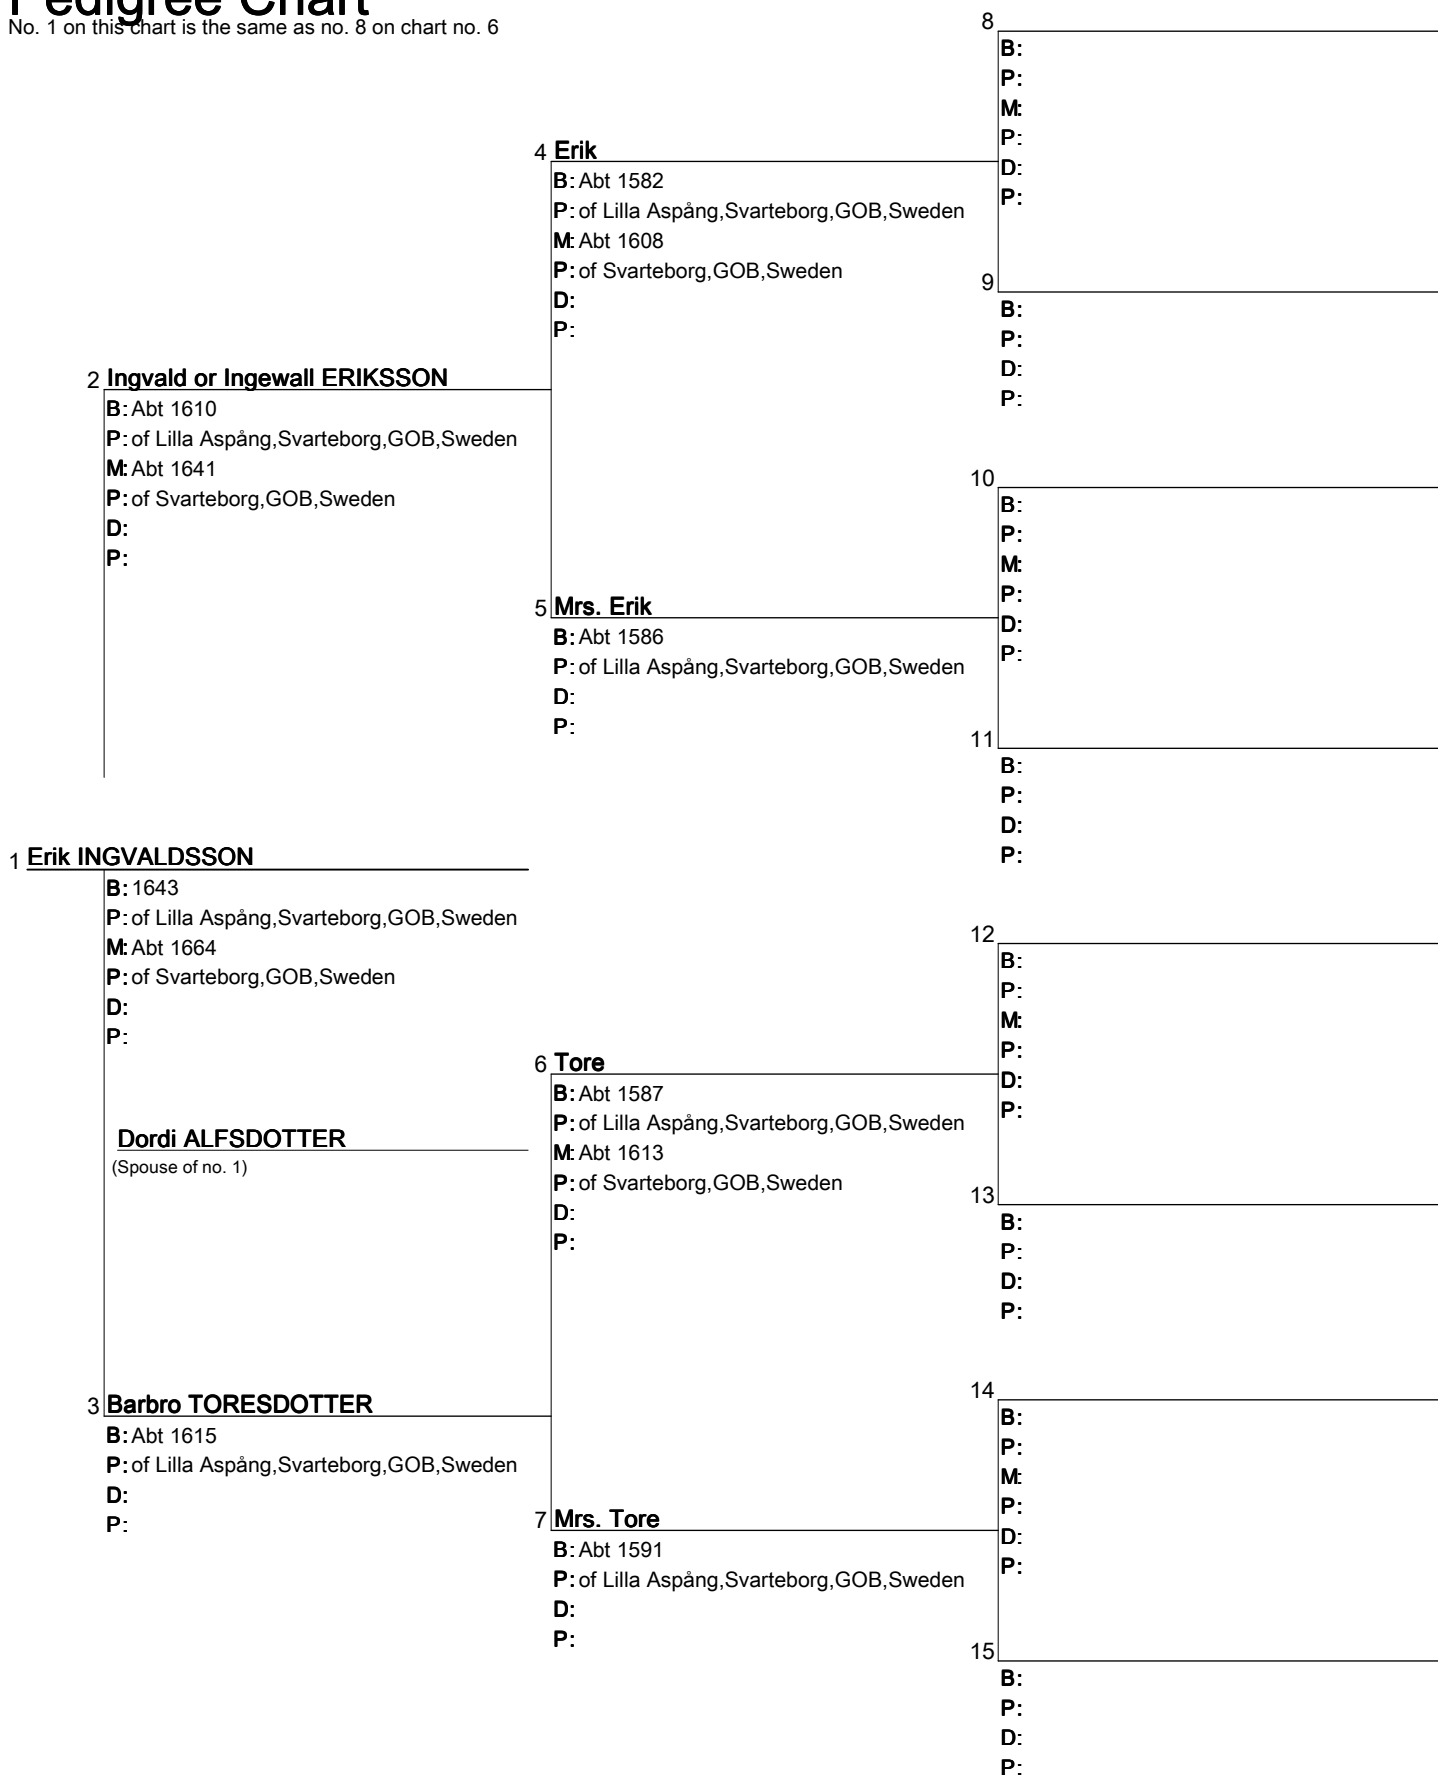 Pedigree Chart
No. 1 on this chart is the same as no. 8 on chart no. 6
8
B:
P:
M:
P:
D:
P:
4 Erik
B: Abt 1582
P: of Lilla Aspång,Svarteborg,GOB,Sweden
M: Abt 1608
P: of Svarteborg,GOB,Sweden
D:
P:
9
B:
P:
D:
P:
2 Ingvald or Ingewall ERIKSSON
B: Abt 1610
P: of Lilla Aspång,Svarteborg,GOB,Sweden
M: Abt 1641
P: of Svarteborg,GOB,Sweden
D:
P:
10
B:
P:
M:
P:
D:
P:
5 Mrs. Erik
B: Abt 1586
P: of Lilla Aspång,Svarteborg,GOB,Sweden
D:
P:
11
B:
P:
D:
P:
1 Erik INGVALDSSON
B: 1643
P: of Lilla Aspång,Svarteborg,GOB,Sweden
M: Abt 1664
P: of Svarteborg,GOB,Sweden
D:
P:
12
B:
P:
M:
P:
D:
P:
6 Tore
B: Abt 1587
P: of Lilla Aspång,Svarteborg,GOB,Sweden
M: Abt 1613
P: of Svarteborg,GOB,Sweden
D:
P:
Dordi ALFSDOTTER
(Spouse of no. 1)
13
B:
P:
D:
P:
3 Barbro TORESDOTTER
B: Abt 1615
P: of Lilla Aspång,Svarteborg,GOB,Sweden
D:
P:
14
B:
P:
M:
P:
D:
P:
7 Mrs. Tore
B: Abt 1591
P: of Lilla Aspång,Svarteborg,GOB,Sweden
D:
P:
15
B:
P:
D:
P: